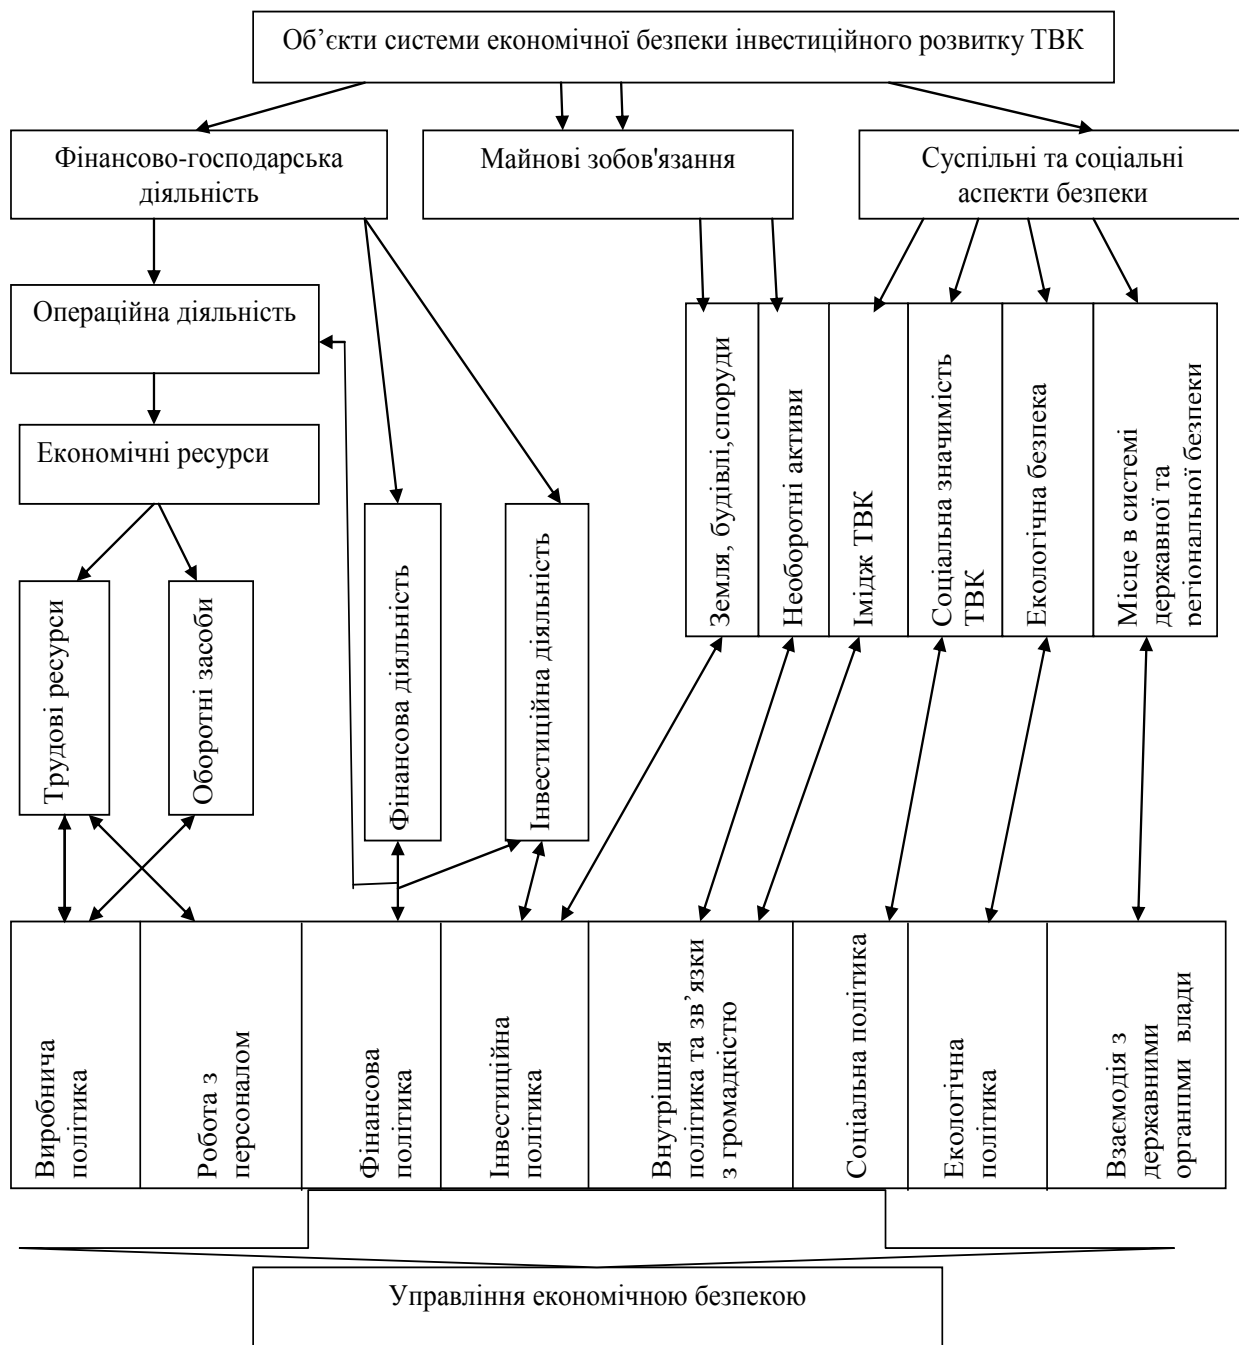 Об’єкти системи економічної безпеки інвестиційного розвитку ТВК
Фінансово-господарська
діяльність
Майнові зобов'язання
Суспільні та соціальні
аспекти безпеки
Операційна діяльність
Економічні ресурси
Трудові ресурси
Оборотні засоби
Фінансова діяльність
Інвестиційна діяльність
Земля, будівлі,споруди
Необоротні активи
Імідж ТВК
Соціальна значимість
ТВК
Екологічна безпека
Місце в системі
державної та
регіональної безпеки
Виробнича
політика
Робота з
персоналом
Фінансова
політика
Інвестиційна
політика
Внутрішня
політика та зв’язки
з громадкістю
Соціальна політика
Екологічна
політика
Взаємодія з
державними
органпми влади
Управління економічною безпекою